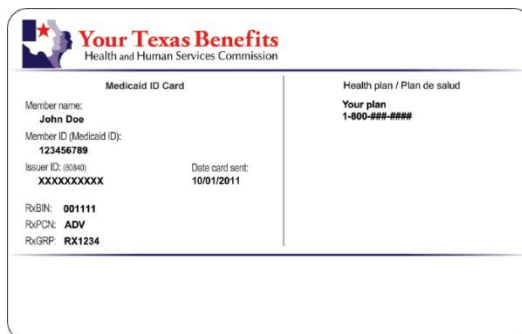 Your Texas Benefits
Health and Human Services Commission
Medicaid ID Card
Member name:
John Doe
Member ID (Medicaid ID):
123456789
Issuer ID: (80840)
XXXXXXXXXX
Date card sent:
10/01/2011
RxBIN: 001111
RxPCN: ADV
RxGRP: RX1234
Health plan / Plan de salud
Your plan
1-800-###-####